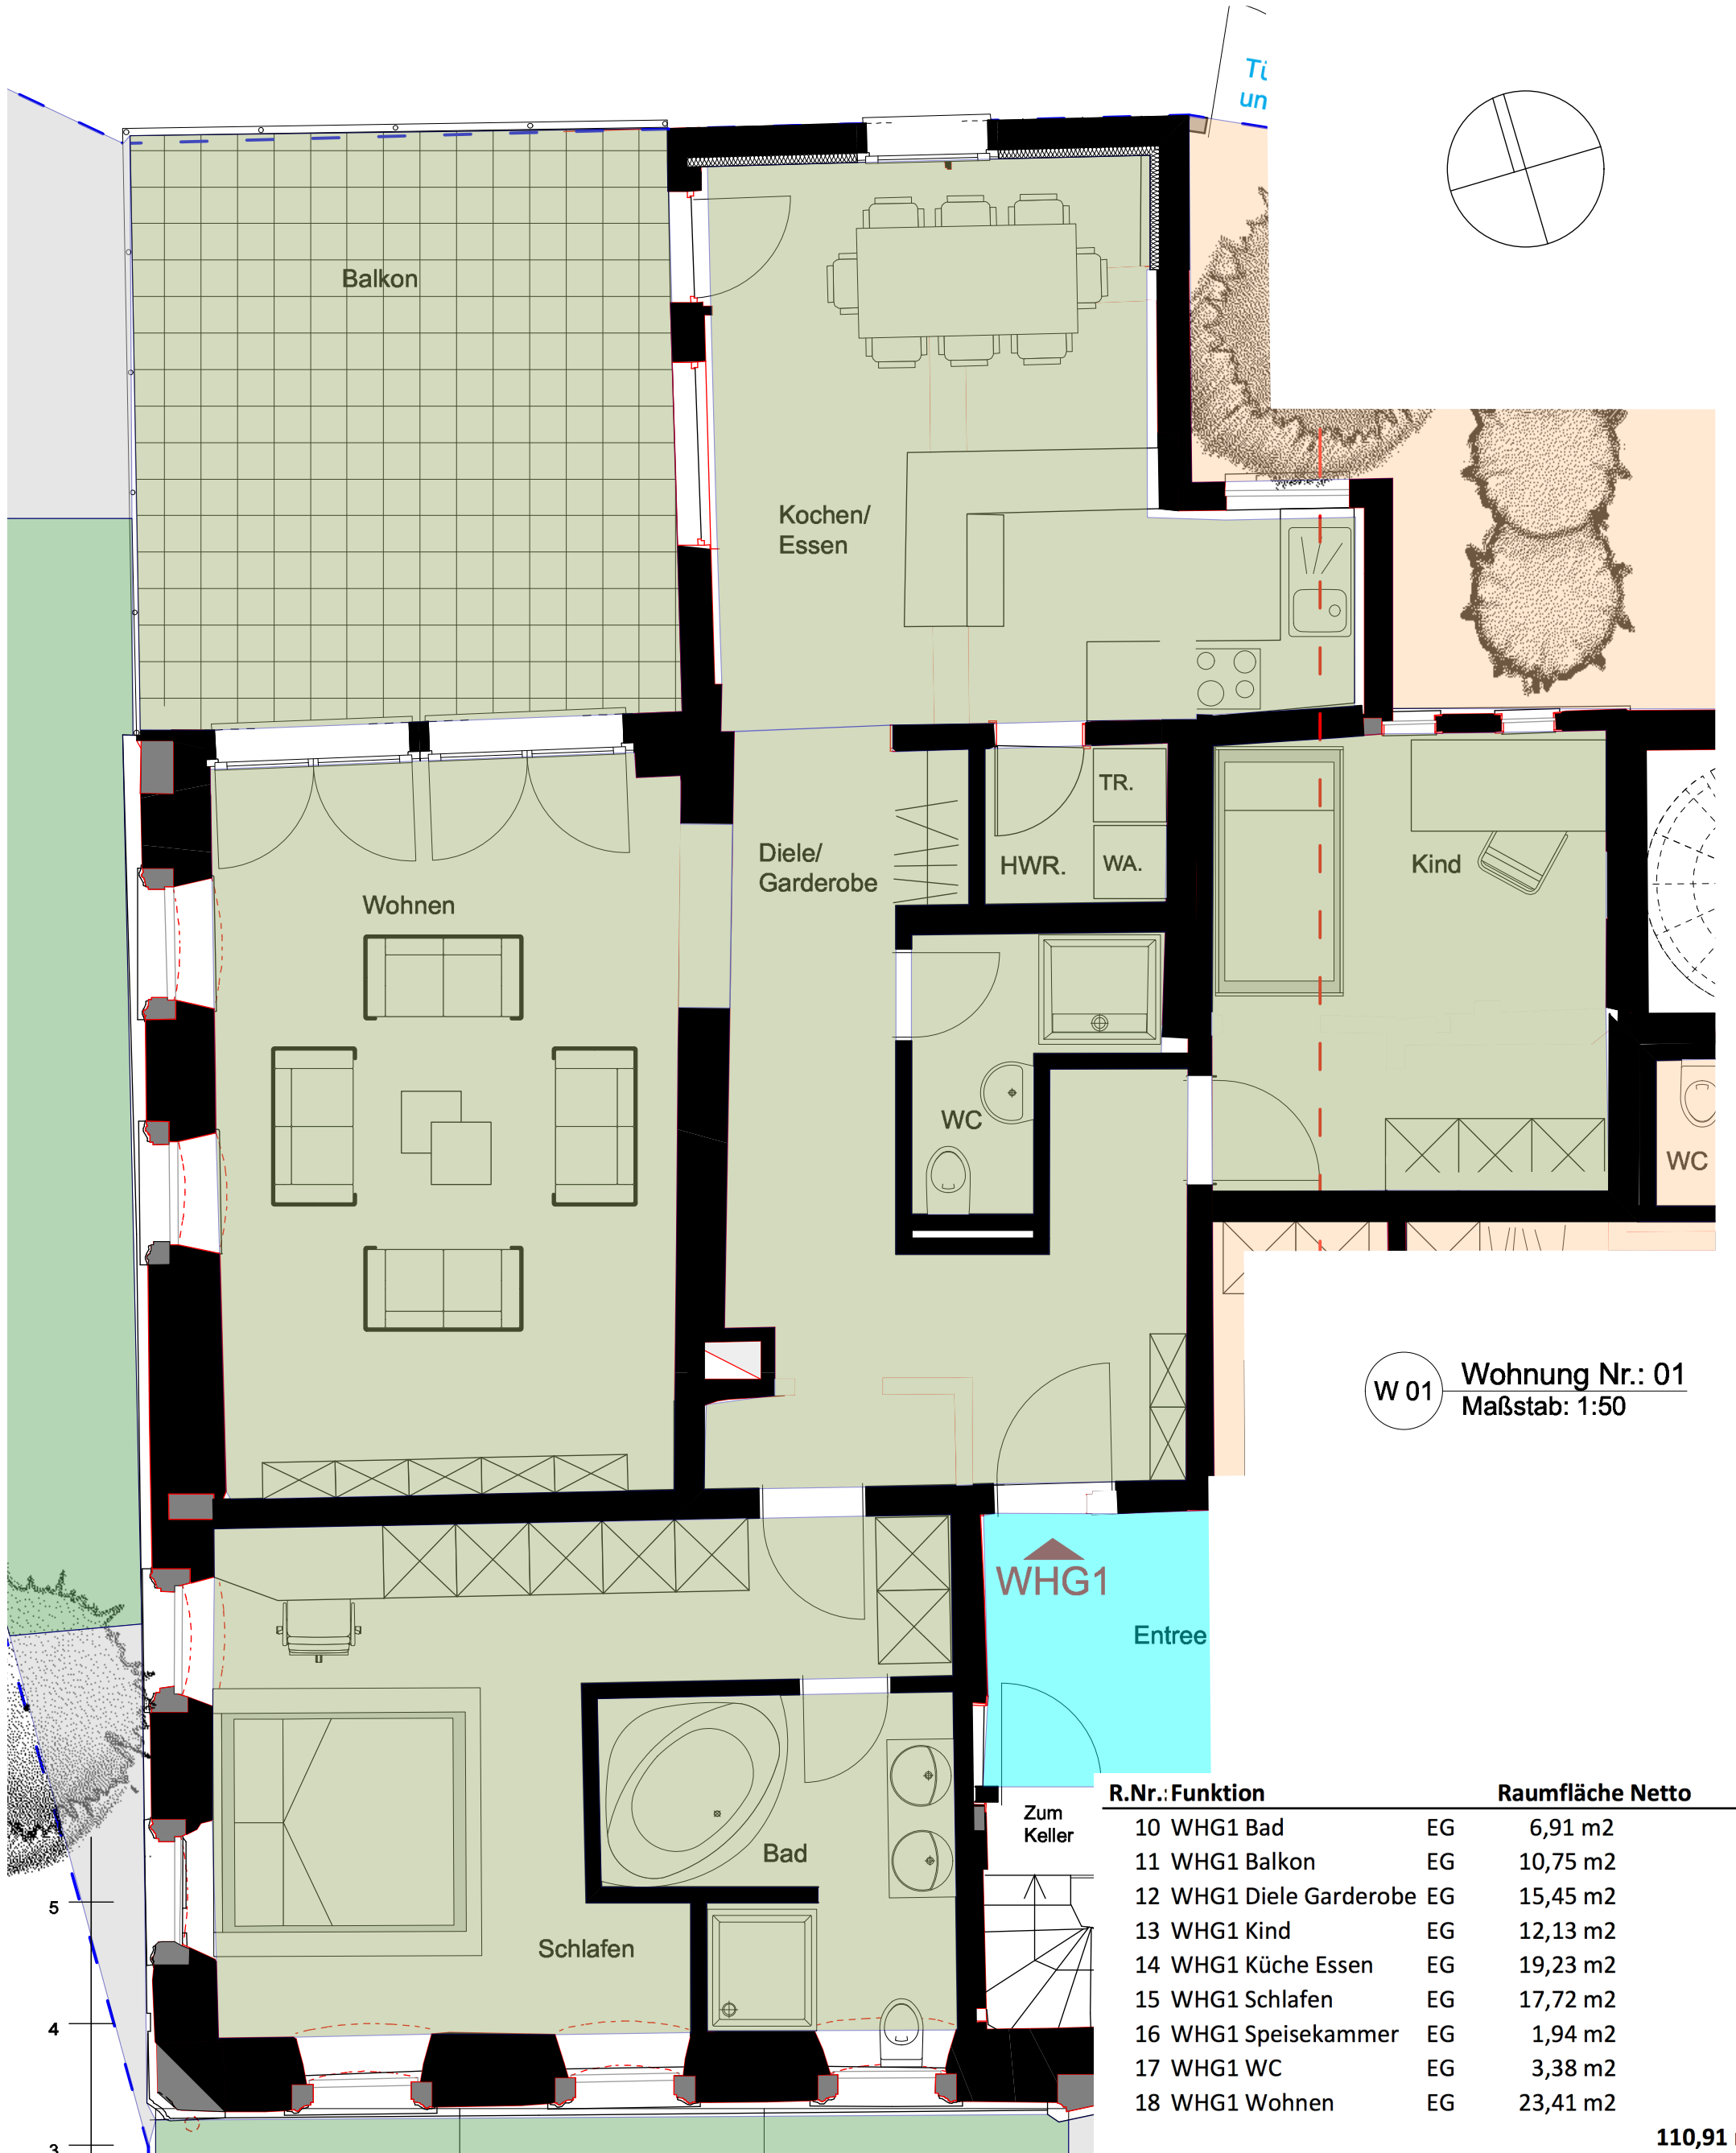 Tü
un
Balkon
Kochen/
Essen
TR.
Diele/
Garderobe
HWR.
WA.
Kind
Wohnen
WC
WC
W 01
Wohnung Nr.: 01
Maßstab: 1:50
WHG1
Entree
Zum
Keller
Bad
Schlafen
5
4
3
R.Nr.: Funktion Raumfläche Netto
10 WHG1 Bad EG 6,91 m2
11 WHG1 Balkon EG 10,75 m2
12 WHG1 Diele Garderobe EG 15,45 m2
13 WHG1 Kind EG 12,13 m2
14 WHG1 Küche Essen EG 19,23 m2
15 WHG1 Schlafen EG 17,72 m2
16 WHG1 Speisekammer EG 1,94 m2
17 WHG1 WC EG 3,38 m2
18 WHG1 Wohnen EG 23,41 m2
110,91